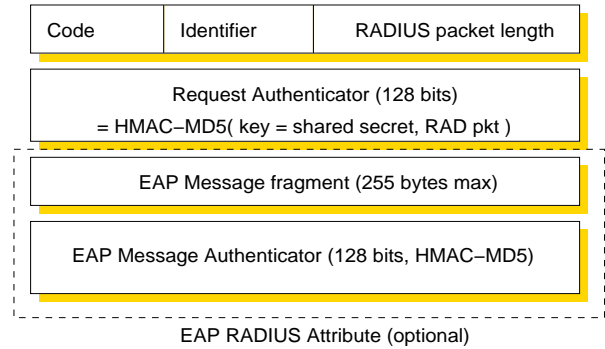 Code Identifier RADIUS packet length
Request Authenticator (128 bits)
= HMAC−MD5( key = shared secret, RAD pkt )
EAP Message fragment (255 bytes max)
EAP Message Authenticator (128 bits, HMAC−MD5)
EAP RADIUS Attribute (optional)